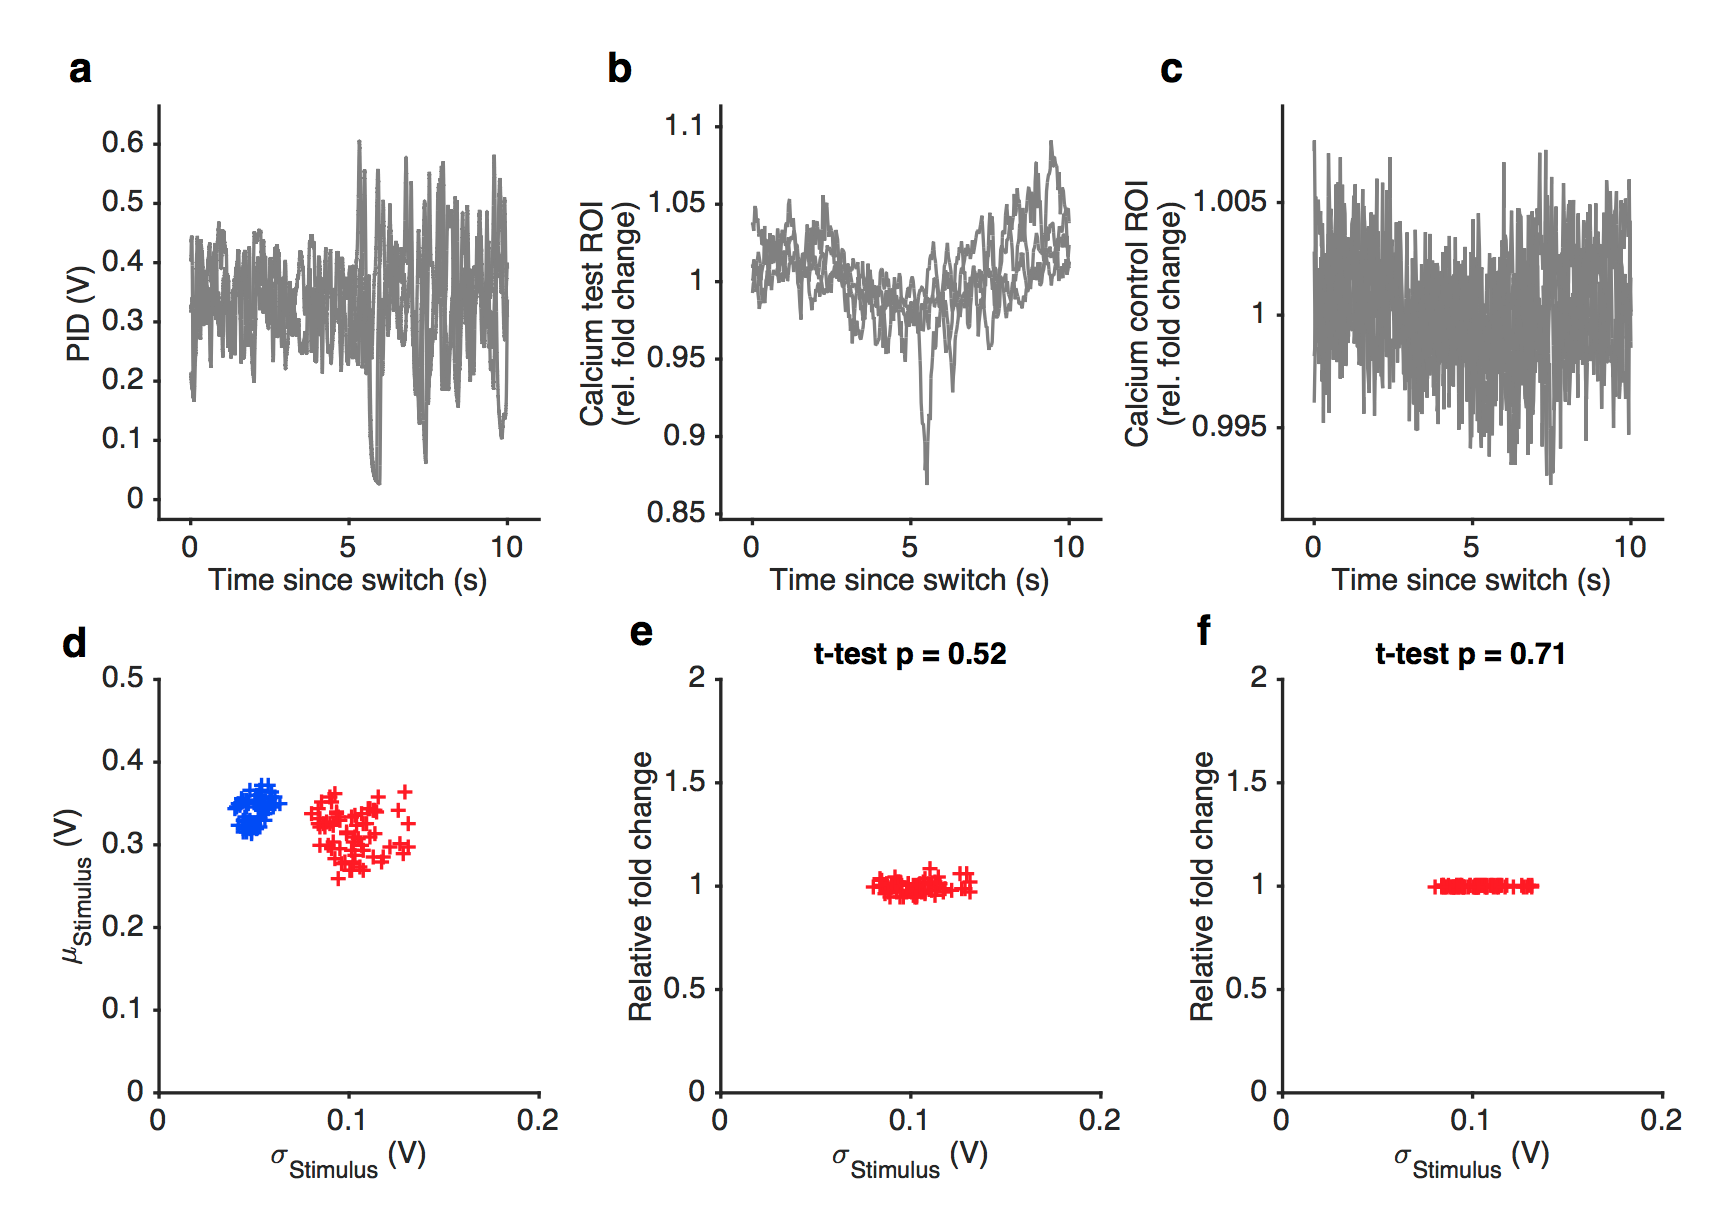 a
b
c
PID (V)
0.6
0.5
0.4
0.3
0.2
0.1
0
0
5
10
Time since switch (s)
Calcium test ROI
(rel. fold change)
1.1
1.05
1
0.95
0.9
0.85
0
5
10
Time since switch (s)
Calcium control ROI
(rel. fold change)
1.005
1
0.995
0
5
10
Time since switch (s)
d
μStimulus (V)
0.5
0.4
0.3
0.2
0.1
0
0
0.1
0.2
σStimulus (V)
e
t-test p = 0.52
Relative fold change
2
1.5
1
0.5
0
0
0.1
0.2
σStimulus (V)
f
t-test p = 0.71
Relative fold change
2
1.5
1
0.5
0
0
0.1
0.2
σStimulus (V)